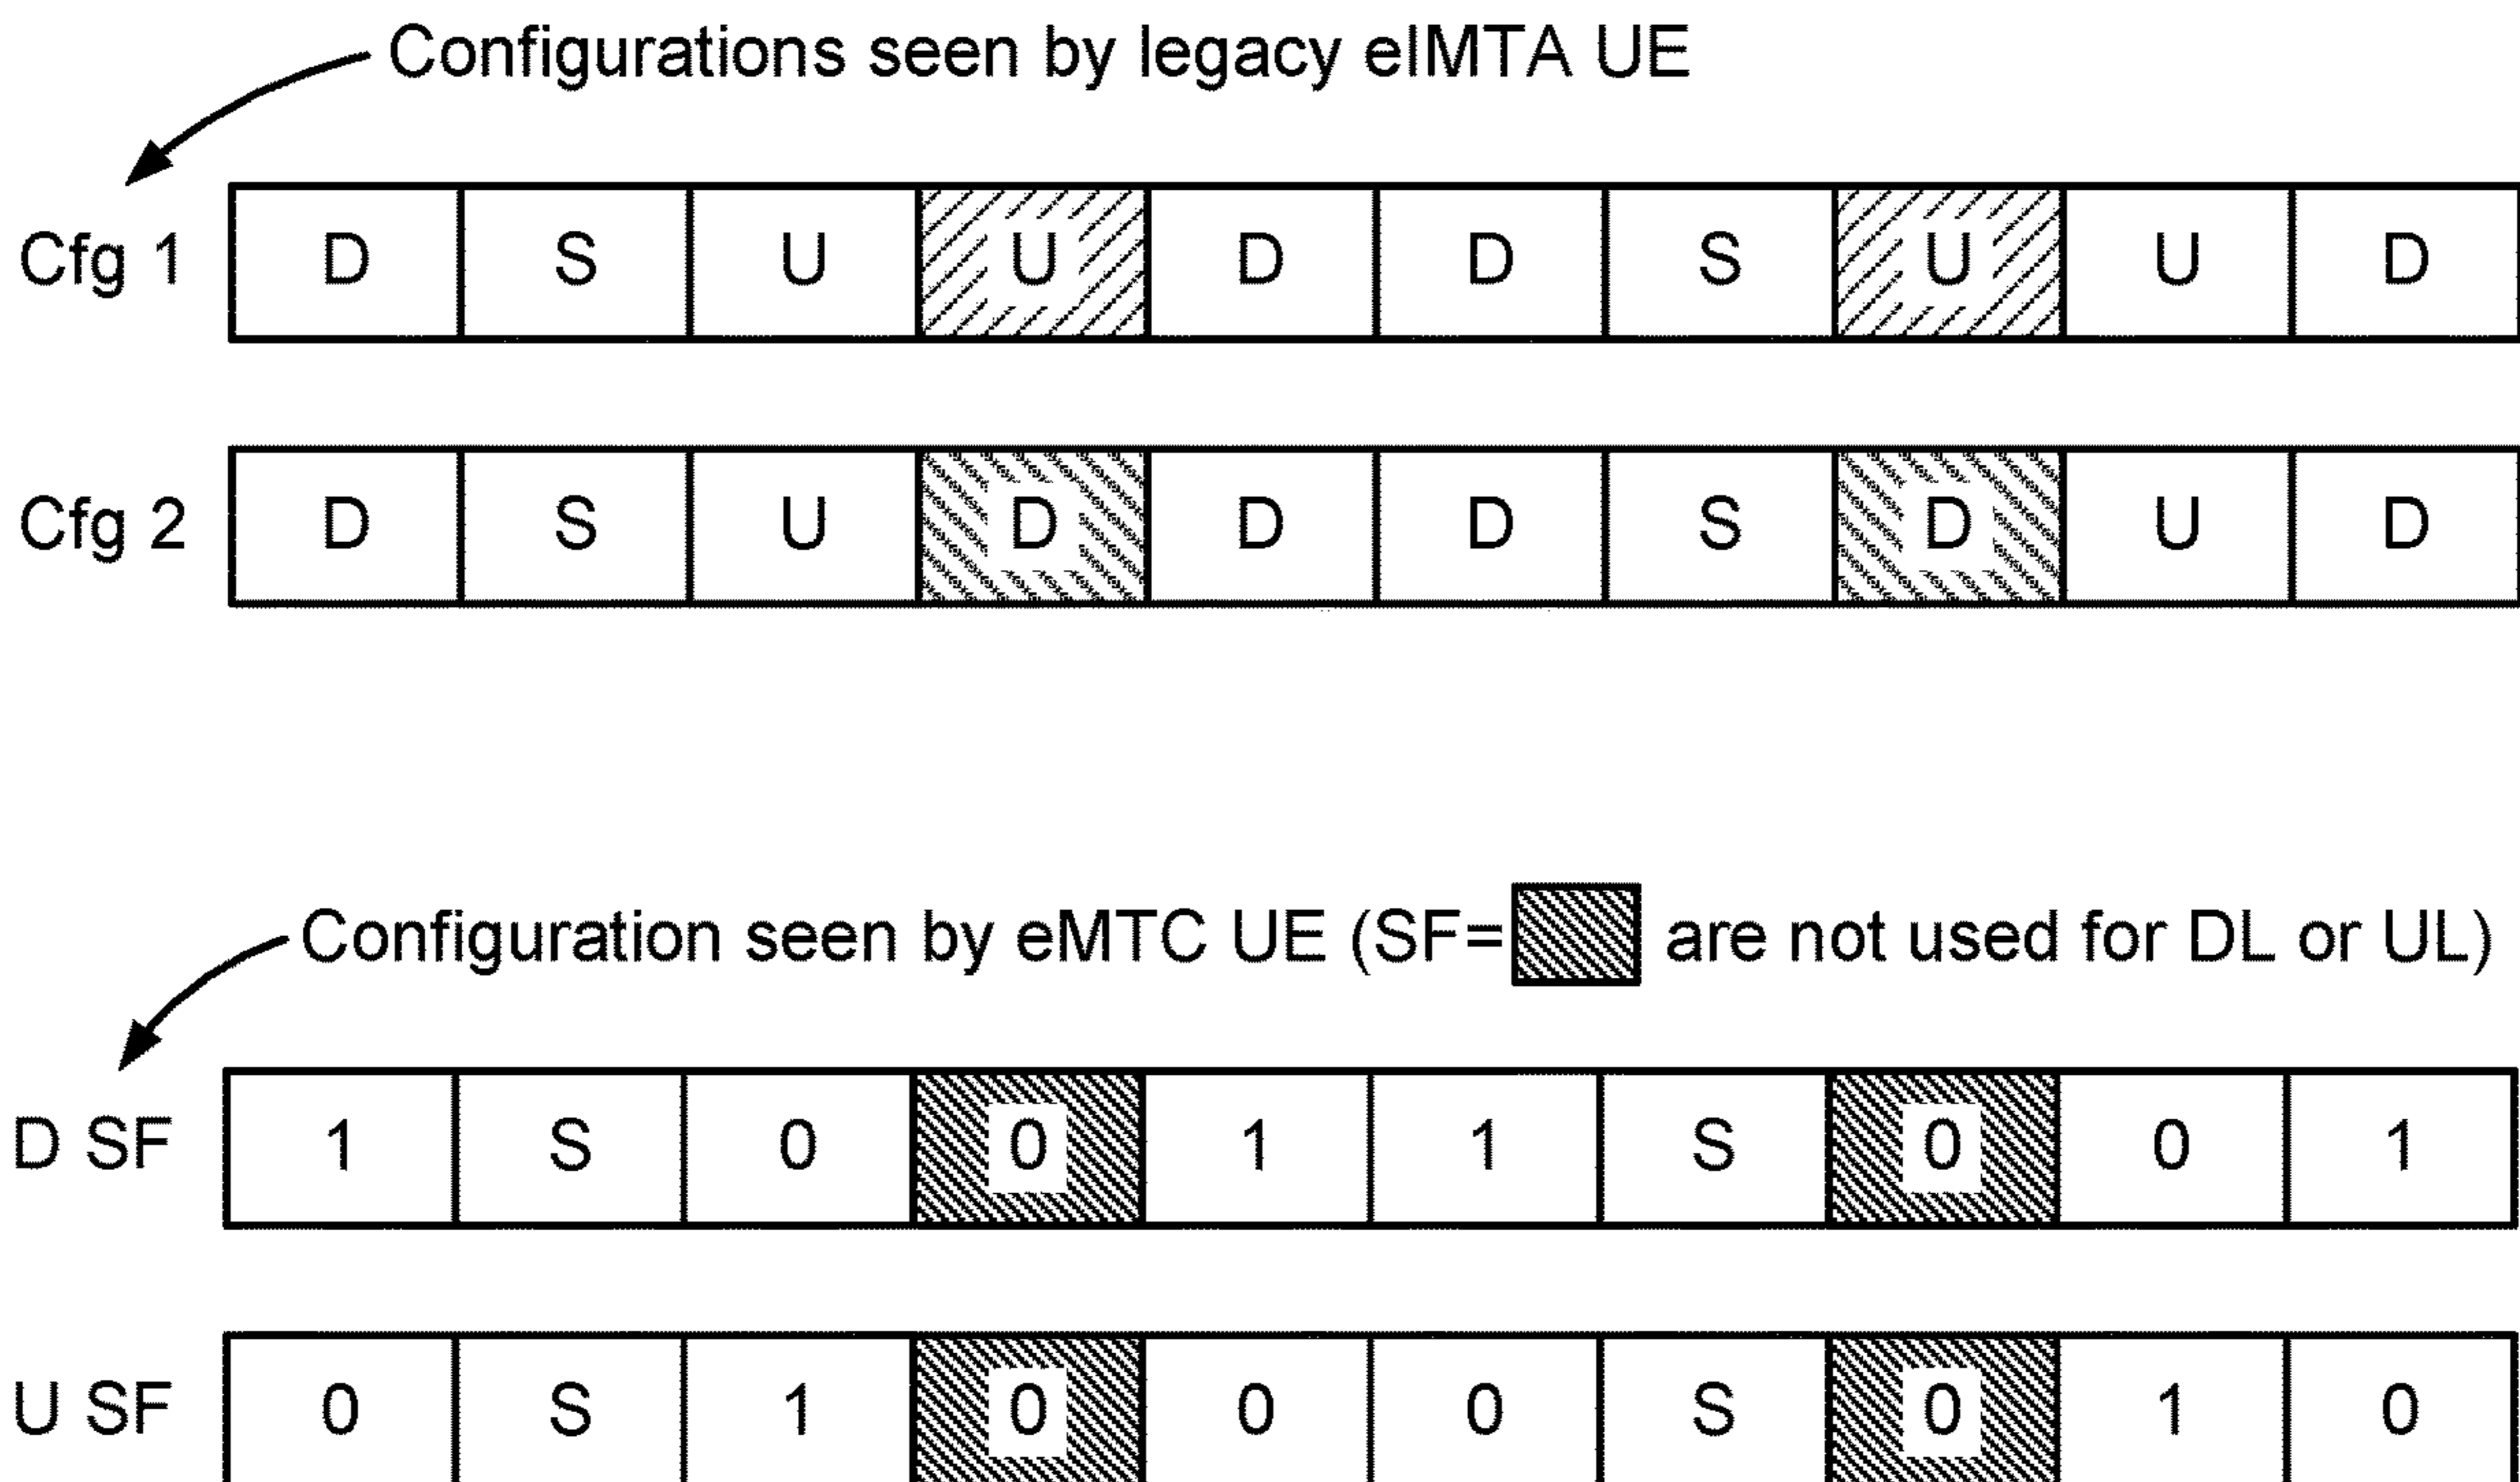 Configurations seen by legacy eIMTA UE
Cfg 1 D S U U D D S U U D
Cfg 2 D S U D D D S D U D
Configuration seen by eMTC UE (SF= are not used for DL or UL)
D SF 1 S 0 0 1 1 S 0 0 1
U SF 0 S 1 0 0 0 S 0 1 0